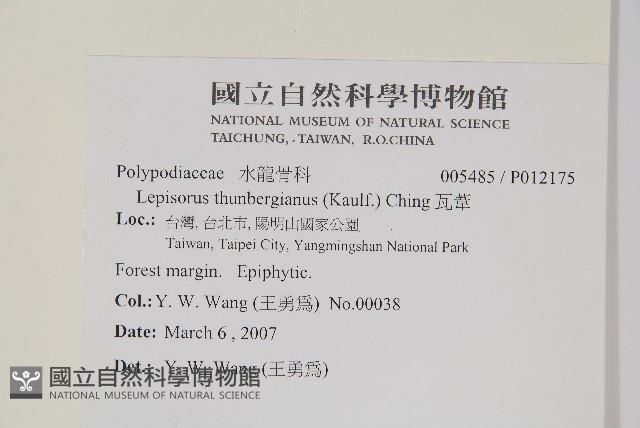 國立自然科學博物館
NATIONAL MUSEUM OF NATURAL SCIENCE
TAICHUNG, TAIWAN, R.O.CHINA
Polypodiaceae 水龍骨科 005485 / P012175
Lepisorus thunbergianus (Kaulf.) Ching 瓦葦
Loc.: 台灣, 台北市, 陽明山國家公園
Taiwan, Taipei City, Yangmingshan National Park
Forest margin. Epiphytic.
Col.: Y. W. Wang (王勇為) No.00038
Date: March 6 , 2007
Det.: Y. W. Wang (王勇為)
國立自然科學博物館
NATIONAL MUSEUM OF NATURAL SCIENCE